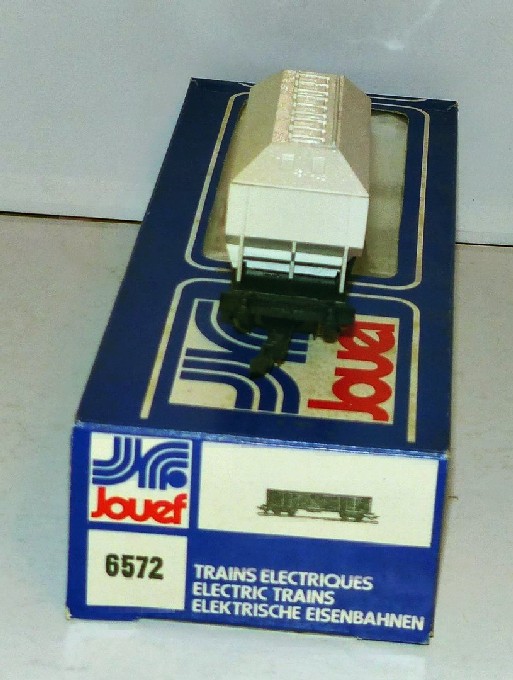 Jouef
Jouef
6572
TRAINS ELECTRIQUES
ELECTRIC TRAINS
ELEKTRISCHE EISENBAHNEN